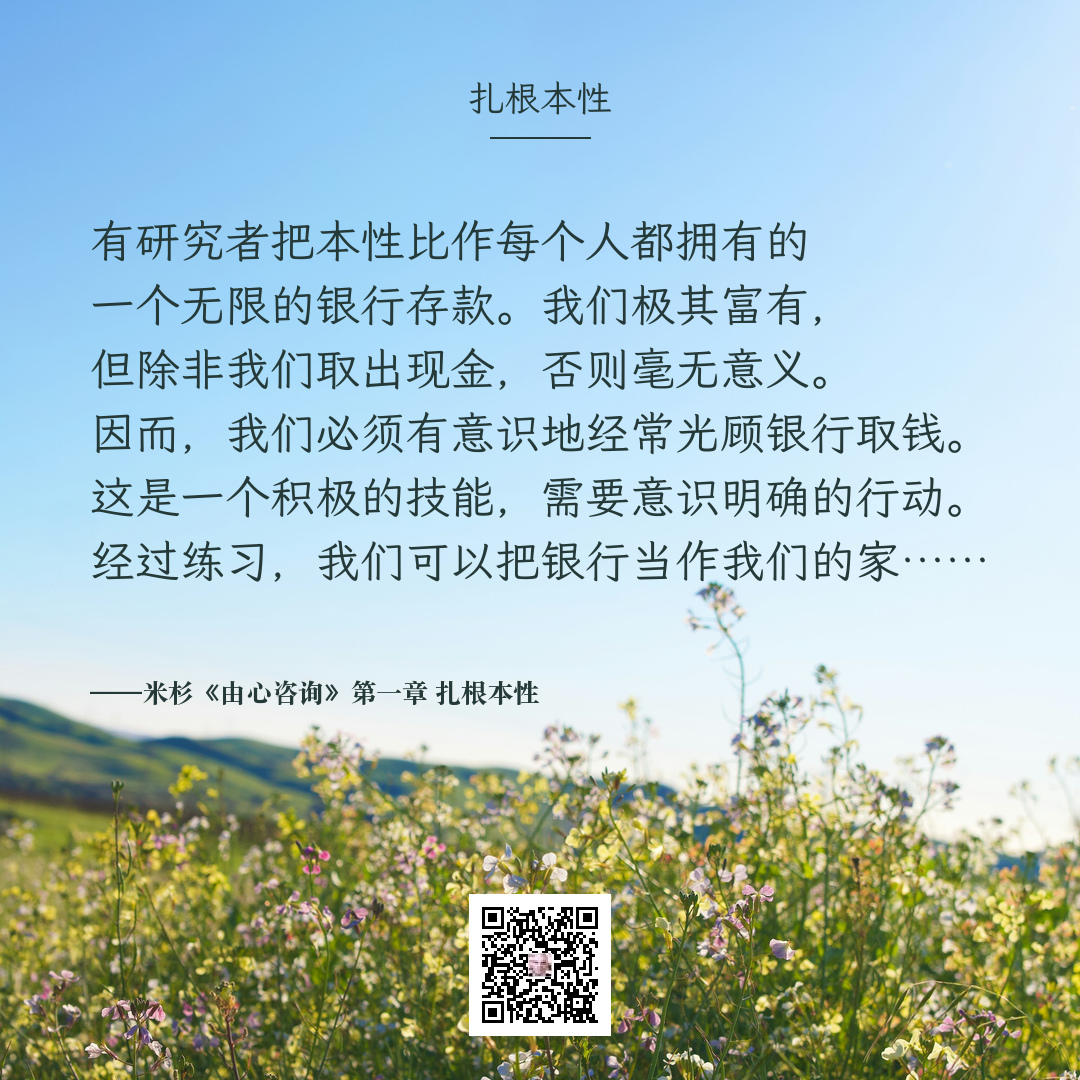 扎根本性
有研究者把本性比作每个人都拥有的
一个无限的银行存款。我们极其富有，
但除非我们取出现金，否则毫无意义。
因而，我们必须有意识地经常光顾银行取钱。
这是一个积极的技能，需要意识明确的行动。
经过练习，我们可以把银行当作我们的家……
——米杉《由心咨询》第一章 扎根本性